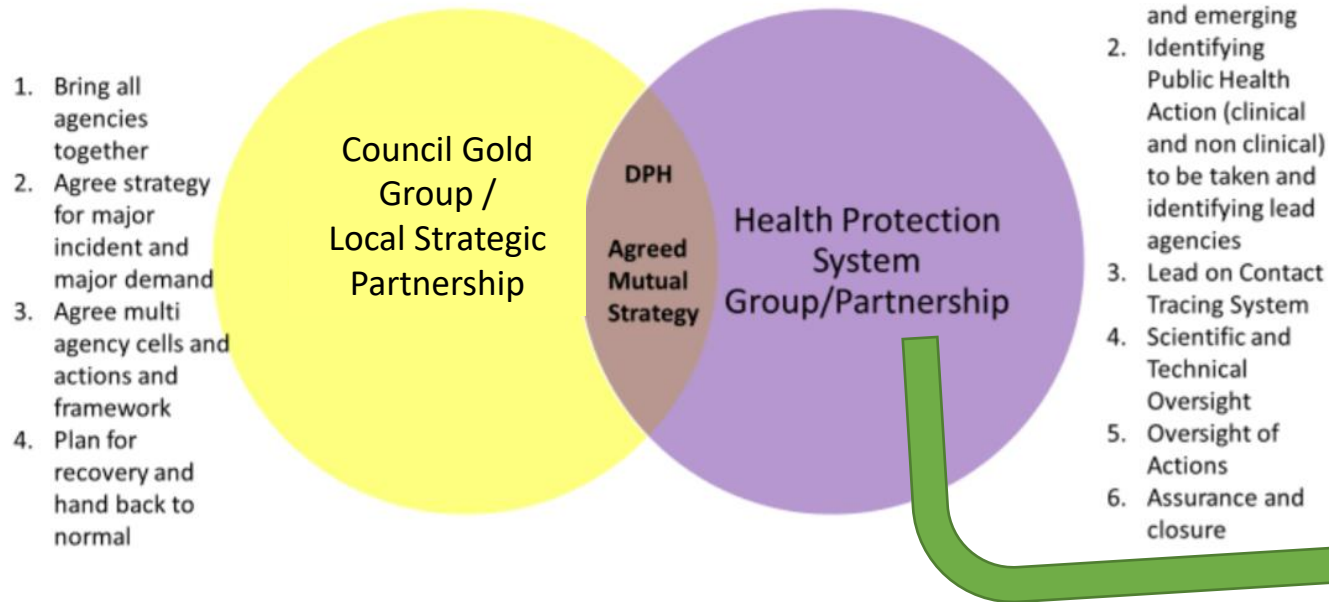 1. Bring all
agencies
together
2. Agree strategy
for major
incident and
major demand
3. Agree multi
agency cells and
actions and
framework
4. Plan for
recovery and
hand back to
normal
Council Gold
Group /
Local Strategic
Partnership
DPH
Agreed
Mutual
Strategy
Health Protection
System
Group/Partnership
and emerging
2. Identifying
Public Health
Action (clinical
and non clinical)
to be taken and
identifying lead
agencies
3. Lead on Contact
Tracing System
4. Scientific and
Technical
Oversight
5. Oversight of
Actions
6. Assurance and
closure